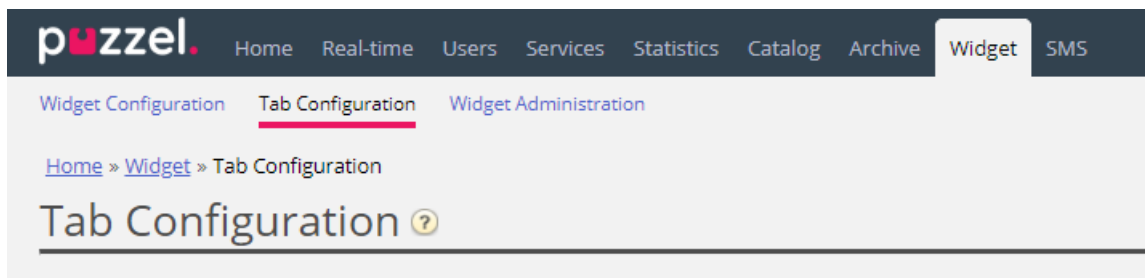 puzzel. Home Real-time Users Services Statistics Catalog Archive Widget SMS
Widget Configuration Tab Configuration Widget Administration
Home » Widget » Tab Configuration
Tab Configuration ?